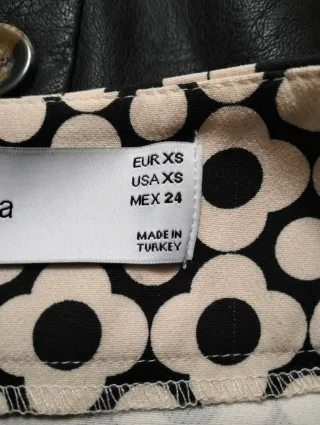 EUR XS
USA XS
a
MEX 24
MADE IN
TURKEY